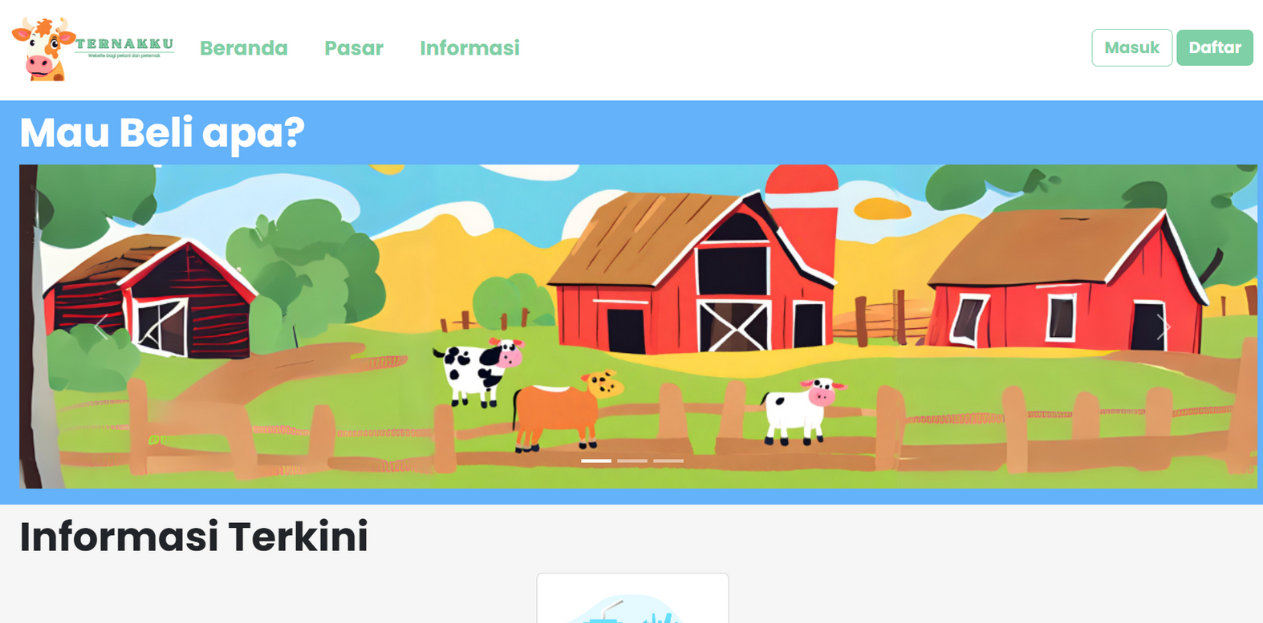 TERNAKKU
Website bagi petani dan peternak
Beranda
Pasar
Informasi
Masuk
Daftar
Mau Beli apa?
Informasi Terkini